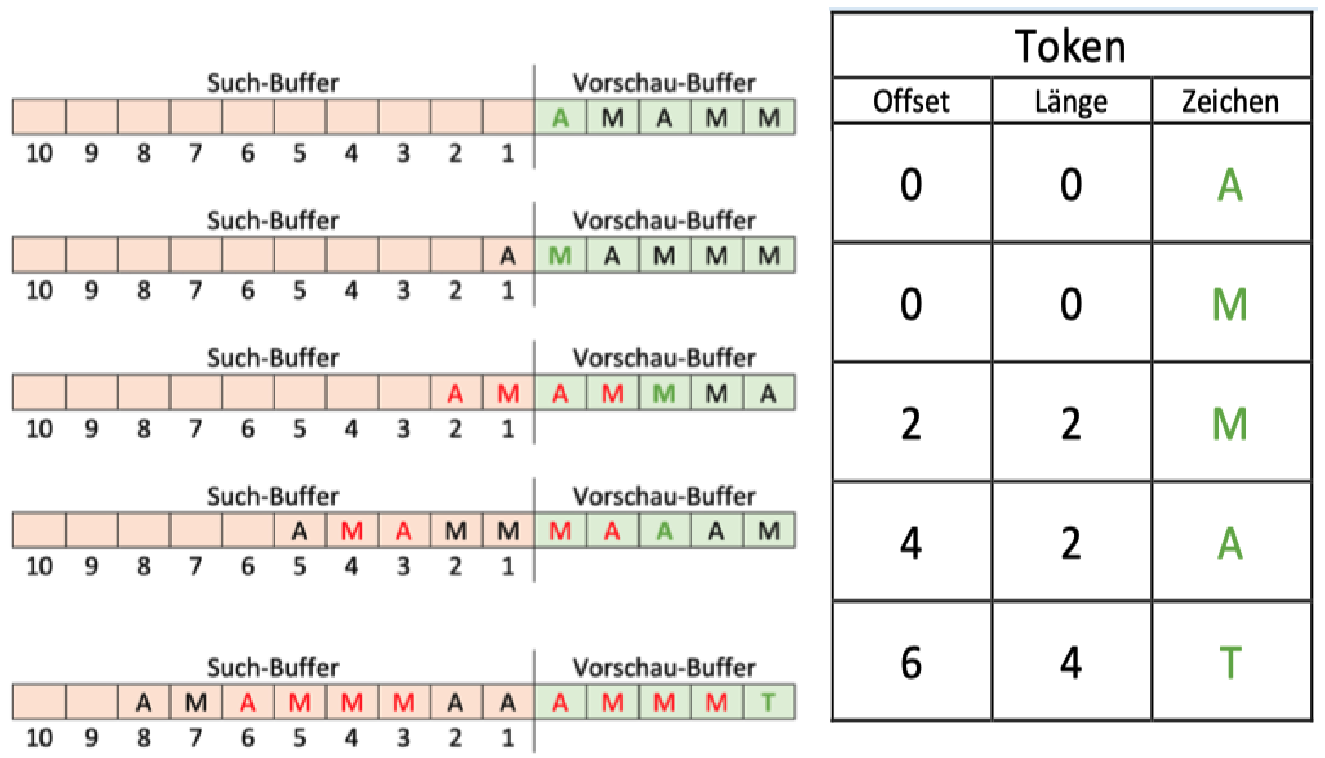 Such-Buffer Vorschau-Buffer
A M A M M
10 9 8 7 6 5 4 3 2 1
Such-Buffer Vorschau-Buffer
A M A M M M
10 9 8 7 6 5 4 3 2 1
Such-Buffer Vorschau-Buffer
A M A M M M A
10 9 8 7 6 5 4 3 2 1
Such-Buffer Vorschau-Buffer
A M A M M M A A A M
10 9 8 7 6 5 4 3 2 1
Such-Buffer Vorschau-Buffer
A M A M M M A A A M M M T
10 9 8 7 6 5 4 3 2 1
Token
Offset Länge Zeichen
0 0 A
0 0 M
2 2 M
4 2 A
6 4 T